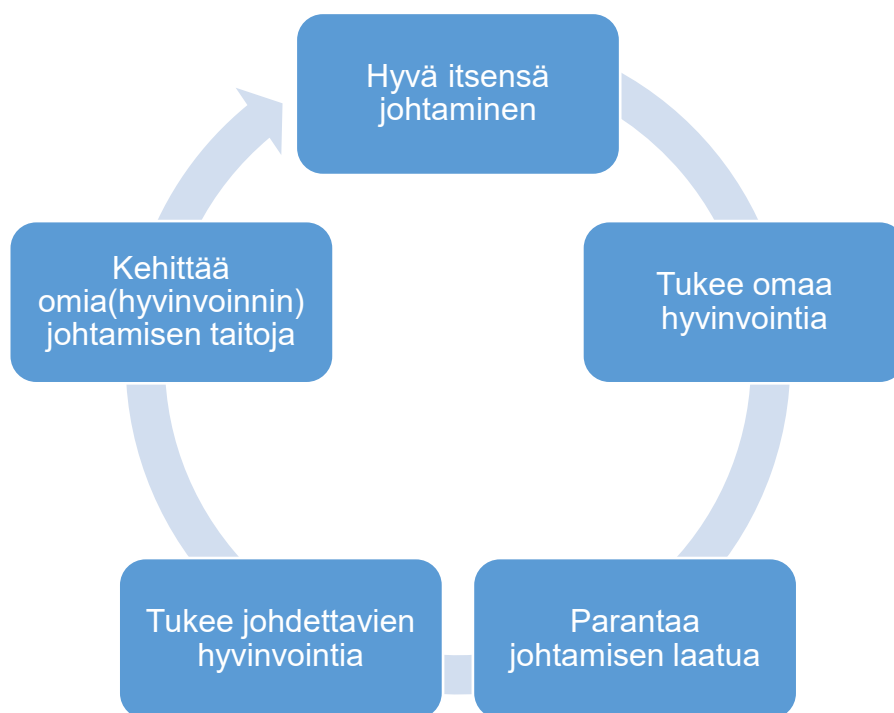 Hyvä itsensä
johtaminen
Tukee omaa
hyvinvointia
Parantaa
johtamisen laatua
Tukee johdettavien
hyvinvointia
Kehittää
omia(hyvinvoinnin)
johtamisen taitoja